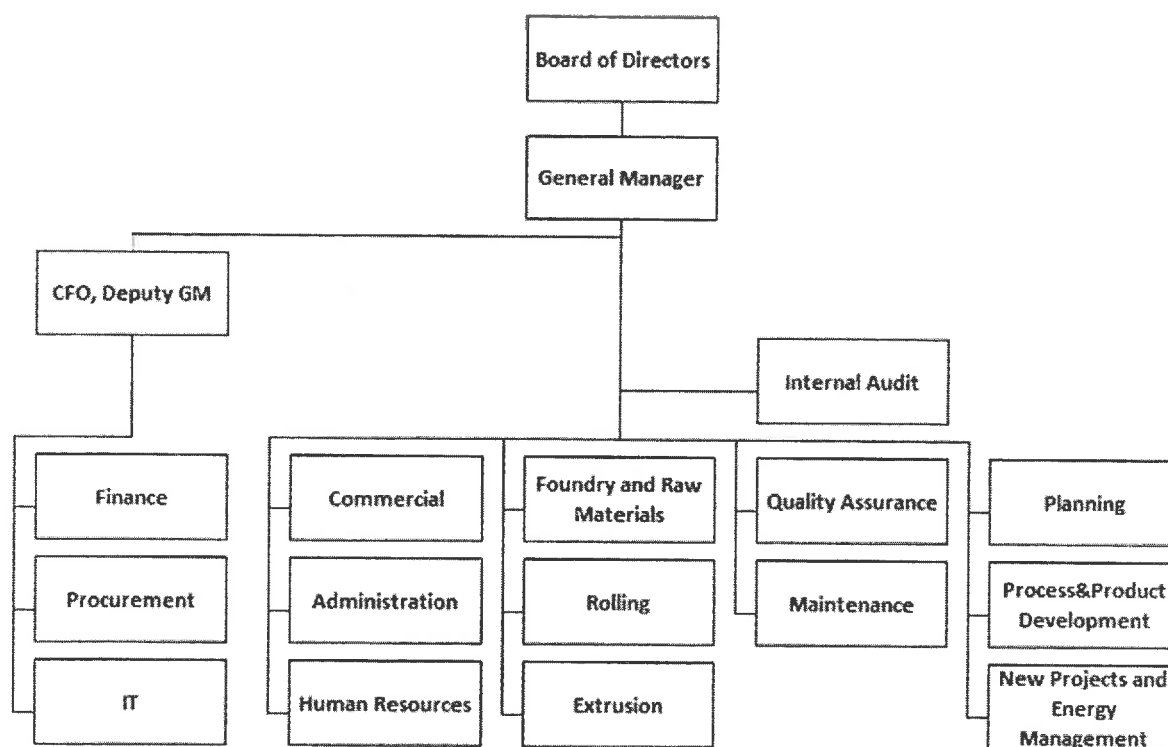 Board of Directors
General Manager
CFO, Deputy GM
Internal Audit
Finance
Commercial
Foundry and Raw
Materials
Quality Assurance
Planning
Procurement
Administration
Rolling
Maintenance
Process&Product
Development
IT
Human Resources
Extrusion
New Projects and
Energy
Management